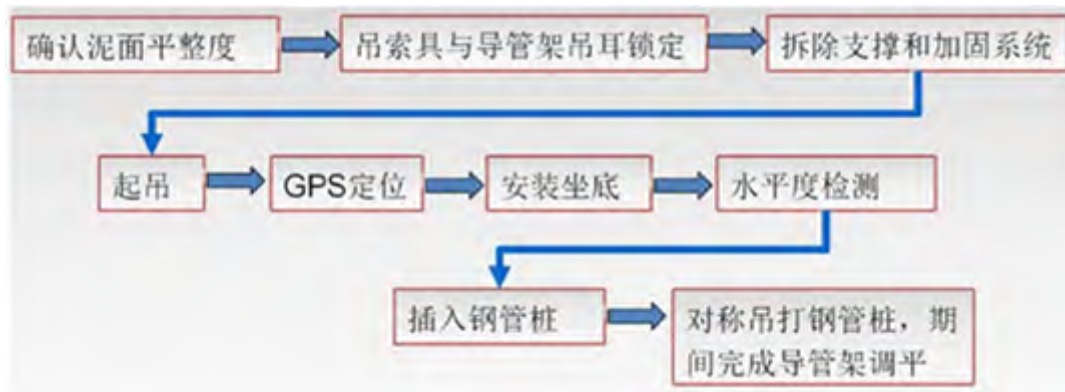 确认泥面平整度
吊索具与导管架吊耳锁定
拆除支撑和加固系统
起吊
GPS定位
安装坐底
水平度检测
插入钢管桩
对称吊打钢管桩，期
间完成导管架调平